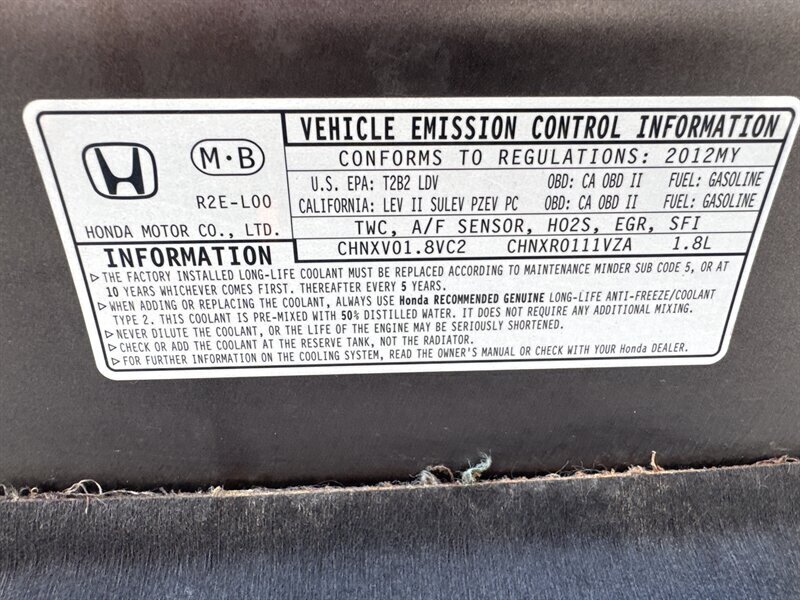 M·B
R2E-L00
HONDA MOTOR CO., LTD.
VEHICLE EMISSION CONTROL INFORMATION
CONFORMS TO REGULATIONS: 2012MY
U.S. EPA: T2B2 LDV OBD: CA OBD II FUEL: GASOLINE
CALIFORNIA: LEV II SULEV PZEV PC OBD: CA OBD II FUEL: GASOLINE
TWC, A/F SENSOR, HO2S, EGR, SFI
CHNXV01.8VC2 CHNXR0111VZA 1.8L
INFORMATION
▷THE FACTORY INSTALLED LONG-LIFE COOLANT MUST BE REPLACED ACCORDING TO MAINTENANCE MINDER SUB CODE 5, OR AT
10 YEARS WHICHEVER COMES FIRST. THEREAFTER EVERY 5 YEARS.
▷WHEN ADDING OR REPLACING THE COOLANT, ALWAYS USE Honda RECOMMENDED GENUINE LONG-LIFE ANTI-FREEZE/COOLANT
TYPE 2. THIS COOLANT IS PRE-MIXED WITH 50% DISTILLED WATER. IT DOES NOT REQUIRE ANY ADDITIONAL MIXING.
▷NEVER DILUTE THE COOLANT, OR THE LIFE OF THE ENGINE MAY BE SERIOUSLY SHORTENED.
▷CHECK OR ADD THE COOLANT AT THE RESERVE TANK, NOT THE RADIATOR.
▷FOR FURTHER INFORMATION ON THE COOLING SYSTEM, READ THE OWNER'S MANUAL OR CHECK WITH YOUR Honda DEALER.